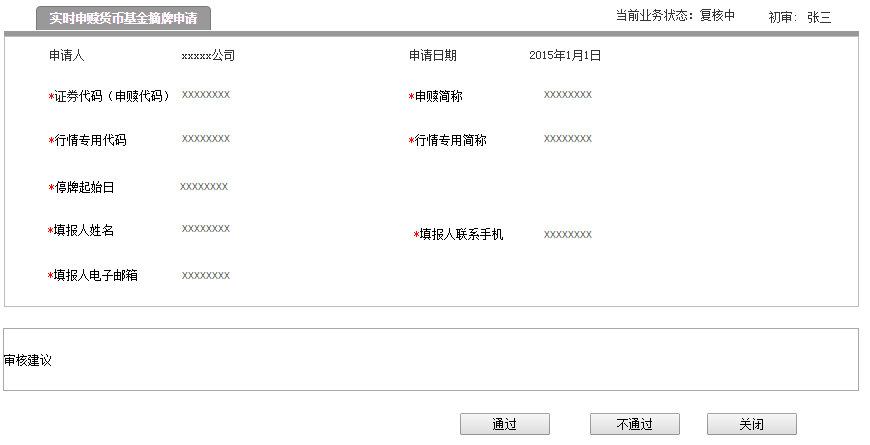 实时申赎货币基金摘牌申请 当前业务状态：复核中 初审： 张三
申请人 xxxxx公司 申请日期 2015年1月1日
*证券代码（申赎代码） XXXXXXXX *申赎简称 XXXXXXXX
*行情专用代码 XXXXXXXX *行情专用简称 XXXXXXXX
*停牌起始日 XXXXXXXX
*填报人姓名 XXXXXXXX *填报人联系手机 XXXXXXXX
*填报人电子邮箱 XXXXXXXX
审核建议
通过 不通过 关闭